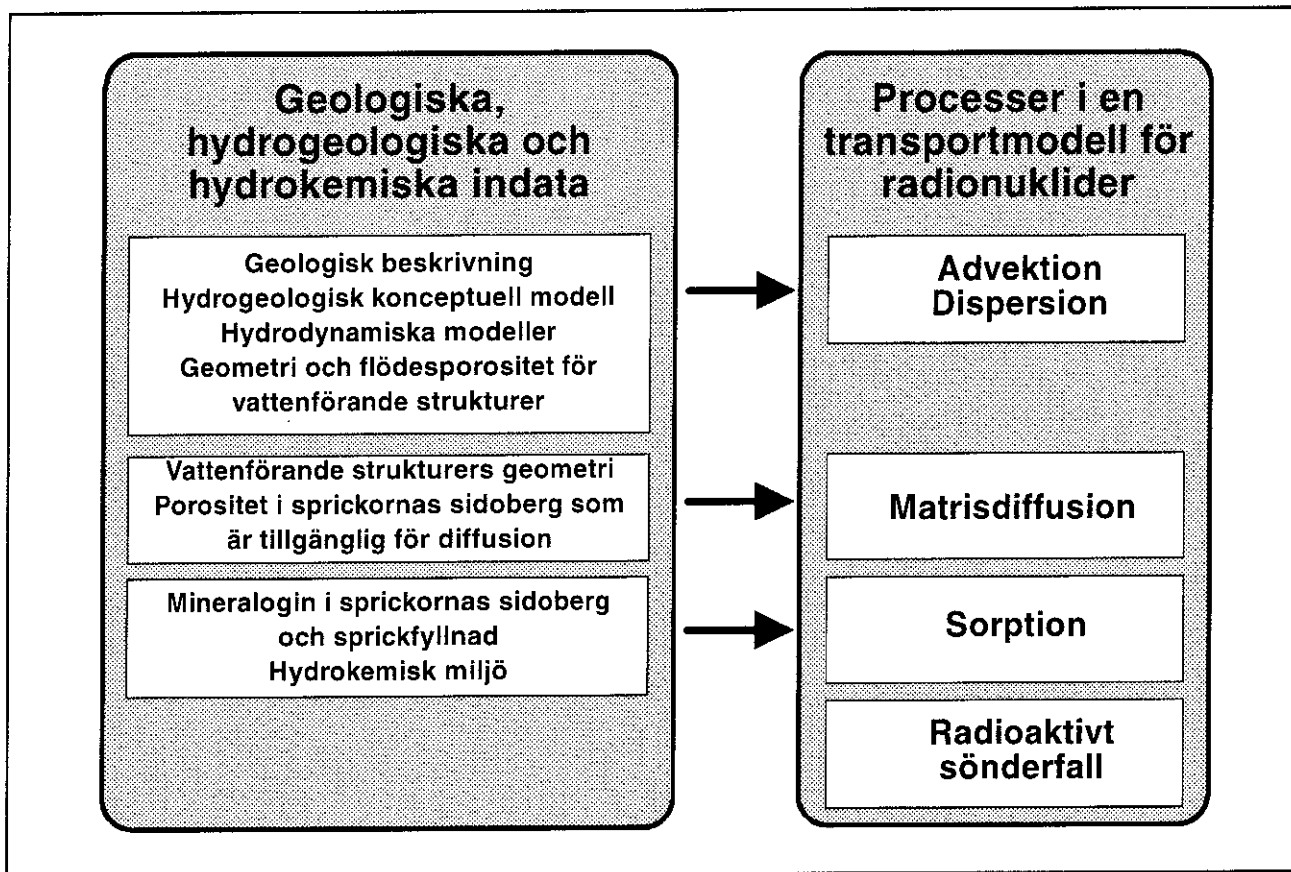 Geologiska,
hydrogeologiska och
hydrokemiska indata
Geologisk beskrivning
Hydrogeologisk konceptuell modell
Hydrodynamiska modeller
Geometri och flödesporositet för
vattenförande strukturer
Vattenförande strukturers geometri
Porositet i sprickornas sidoberg som
är tillgänglig för diffusion
Mineralogin i sprickornas sidoberg
och sprickfyllnad
Hydrokemisk miljö
Processer i en
transportmodell för
radionuklider
Advektion
Dispersion
Matrisdiffusion
Sorption
Radioaktivt
sönderfall